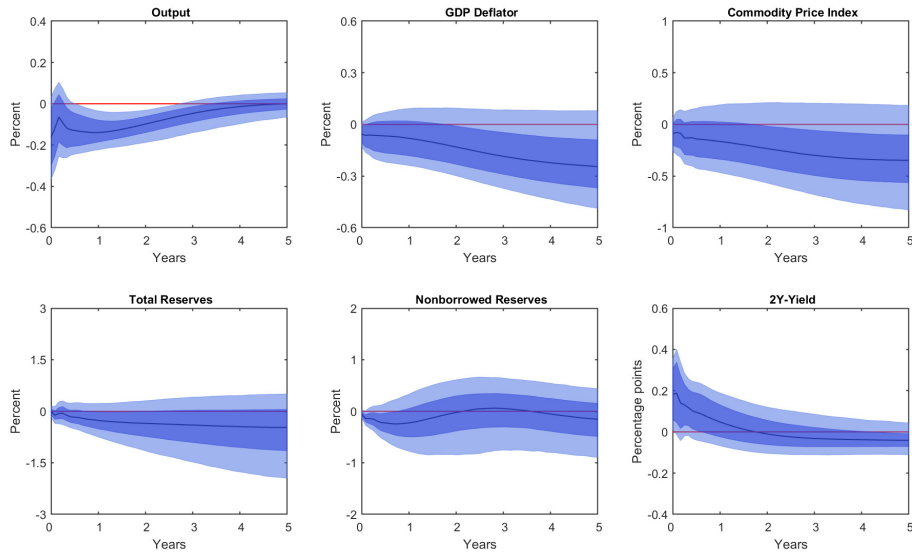 Output
0.4
0.2
0
-0.2
-0.4
-0.6
Percent
0 1 2 3 4 5
Years
GDP Deflator
0.6
0.3
0
-0.3
-0.6
Percent
0 1 2 3 4 5
Years
Commodity Price Index
1
0.5
0
-0.5
-1
Percent
0 1 2 3 4 5
Years
Total Reserves
3
1.5
0
-1.5
-3
Percent
0 1 2 3 4 5
Years
Nonborrowed Reserves
2
1
0
-1
-2
Percent
0 1 2 3 4 5
Years
2Y-Yield
0.6
0.4
0.2
0
-0.2
-0.4
Percentage points
0 1 2 3 4 5
Years